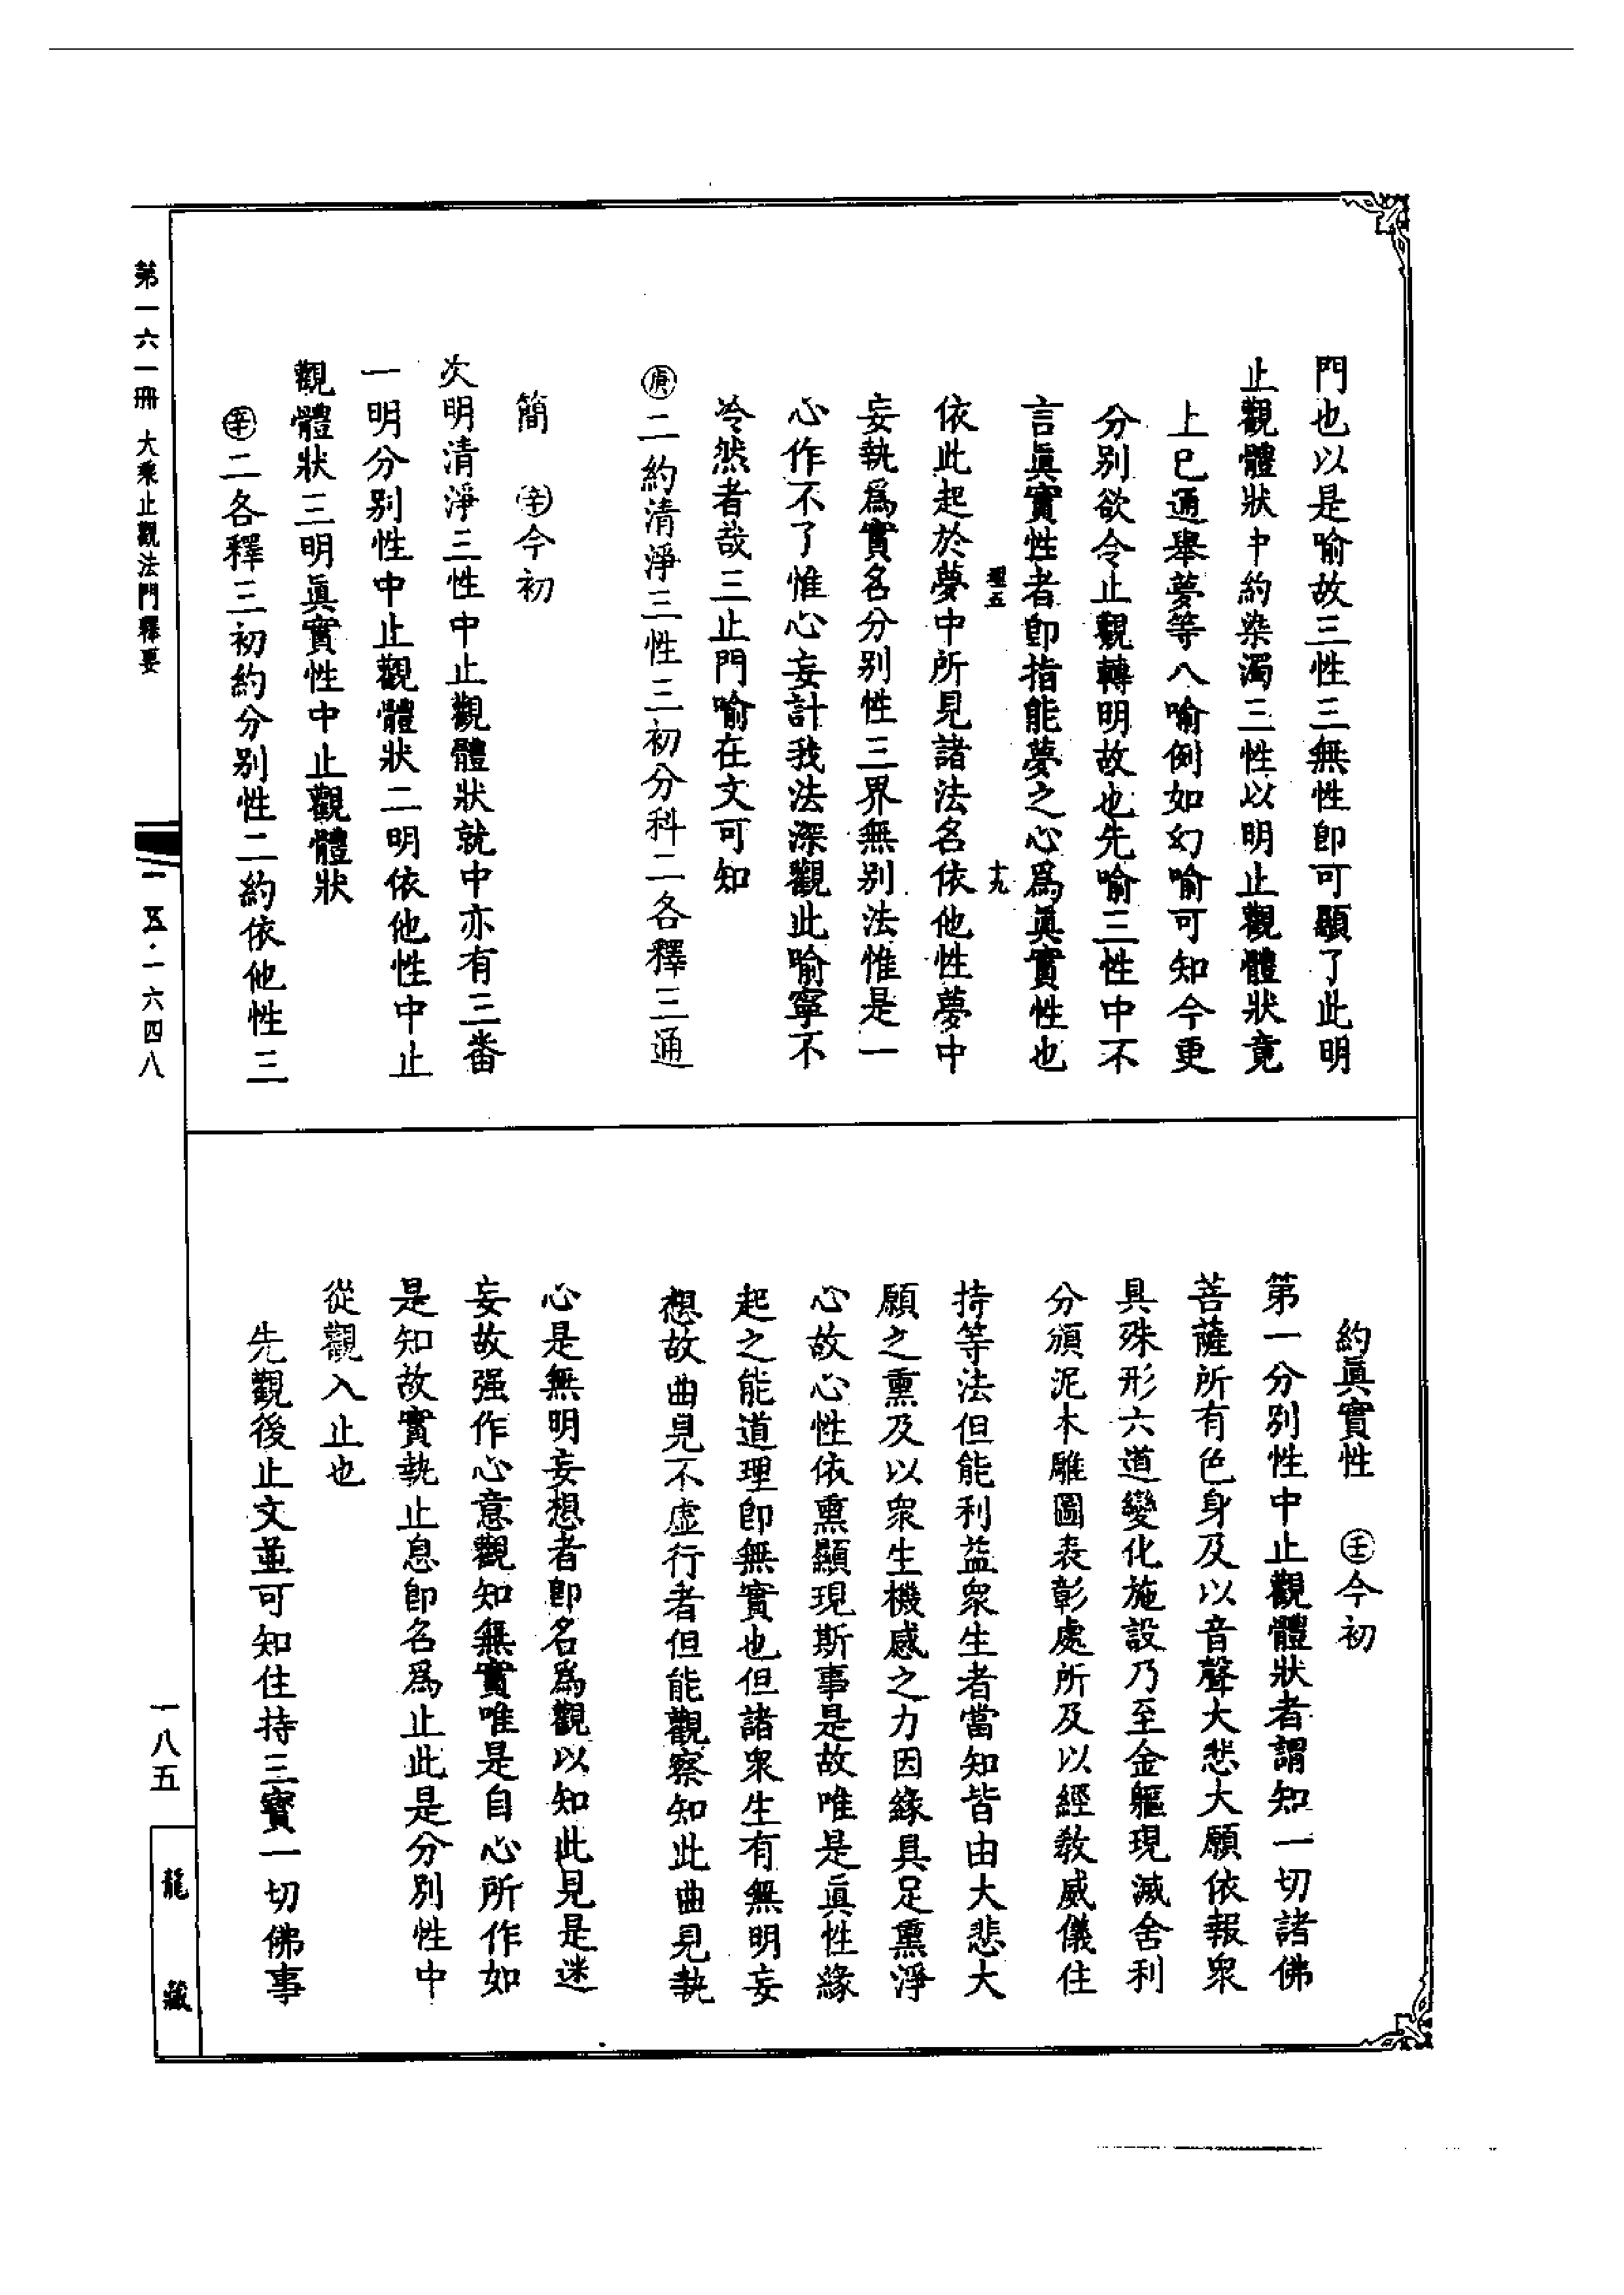 門也以是喻故三性三無性卽可顯了此明
止觀體狀中約染濁三性以明止觀體狀竟
上巳通舉夢等八喻例如幻喻可知今更
分別欲令止觀轉明故也先喻三性中不
言眞實性者卽指能夢之心爲眞實性也
十九
依此起於夢中所見諸法名依他性夢中
妄執爲實名分別性三界無別法惟是一
心作不了惟心妄計我法深觀此喻寧不
冷然者哉三止門喻在文可知
㊎二約清淨三性三初分科二各釋三通
簡　㊛今初
次明清淨三性中止觀體狀就中亦有三番
一明分別性中止觀體狀二明依他性中止
觀體狀三明眞實性中止觀體狀
二各釋三初約分別性二約依他性三
約眞實性　今初
第一分別性中止觀體狀者謂知一切諸佛
菩薩所有色身及以音聲大悲大願依報衆
具殊形六道變化施設乃至金軀現滅舍利
分頒泥木雕圖表彰處所及以經敎威儀住
持等法但能利益衆生者當知皆由大悲大
願之熏及以衆生機感之力因緣具足熏淨
心故心性依熏顯現斯事是故唯是眞性緣
起之能道理卽無實也但諸衆生有無明妄
想故曲見不虛行者但能觀察知此曲見執
心是無明妄想者卽名爲觀以知此見是迷
妄故强作心意觀知無實唯是自心所作如
是知故實執止息卽名爲止此是分別性中
從觀入止也
先觀後止文並可知住持三寶一切佛事
第一六一冊　大乘止觀法門釋要
一五·一六四八
一八五
龍藏